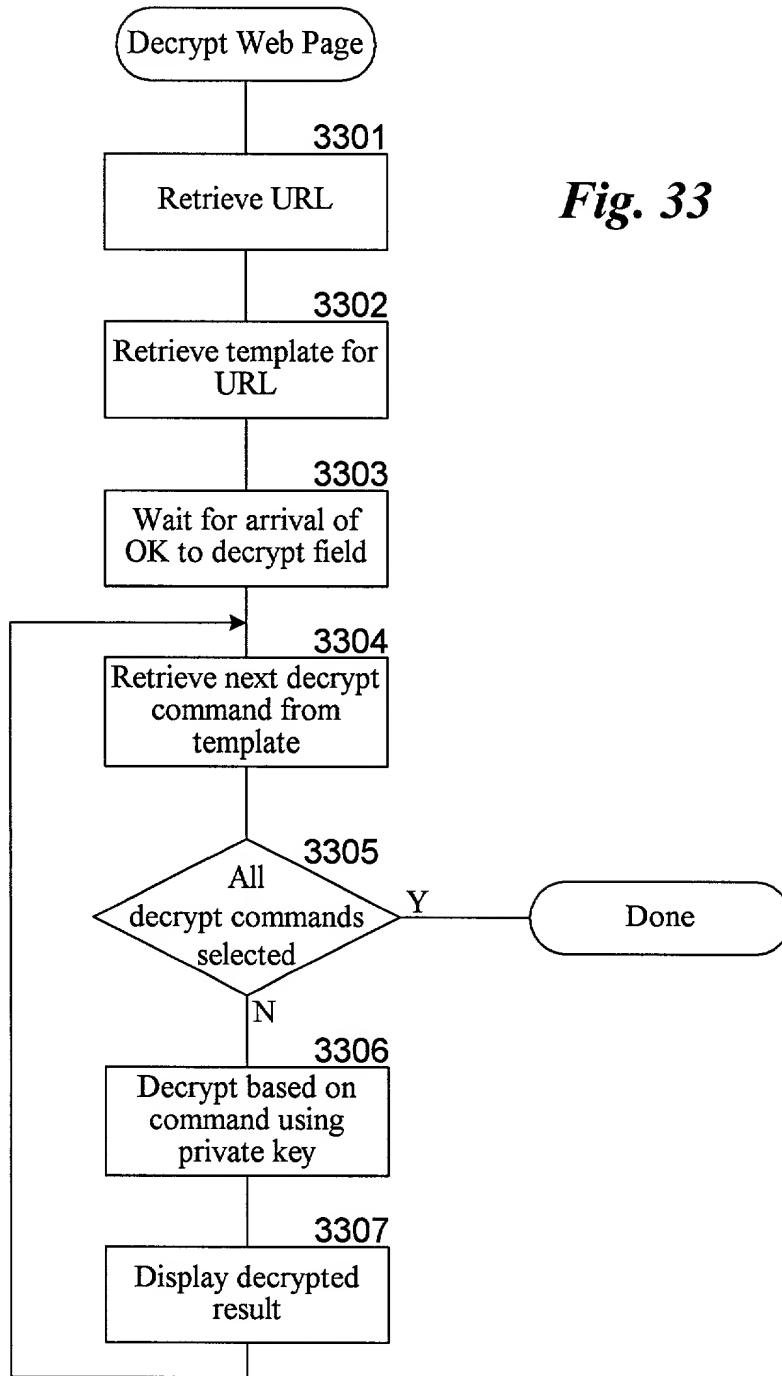 Decrypt Web Page
3301
Retrieve URL
Fig. 33
3302
Retrieve template for
URL
3303
Wait for arrival of
OK to decrypt field
3304
Retrieve next decrypt
command from
template
3305
All
decrypt commands
selected
Y
Done
N
3306
Decrypt based on
command using
private key
3307
Display decrypted
result